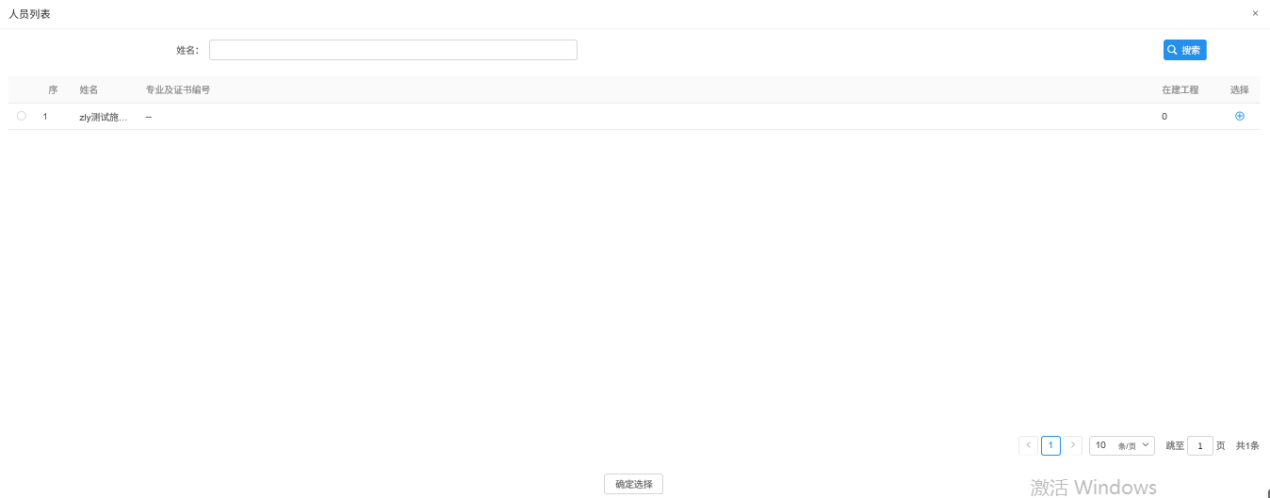 人员列表 ×
姓名： 搜索
序 姓名 专业及证书编号 在建工程 选择
1 zly测试施... -- 0
< 1 > 10 条/页 跳至 1 页 共1条
确定选择
激活 Windows